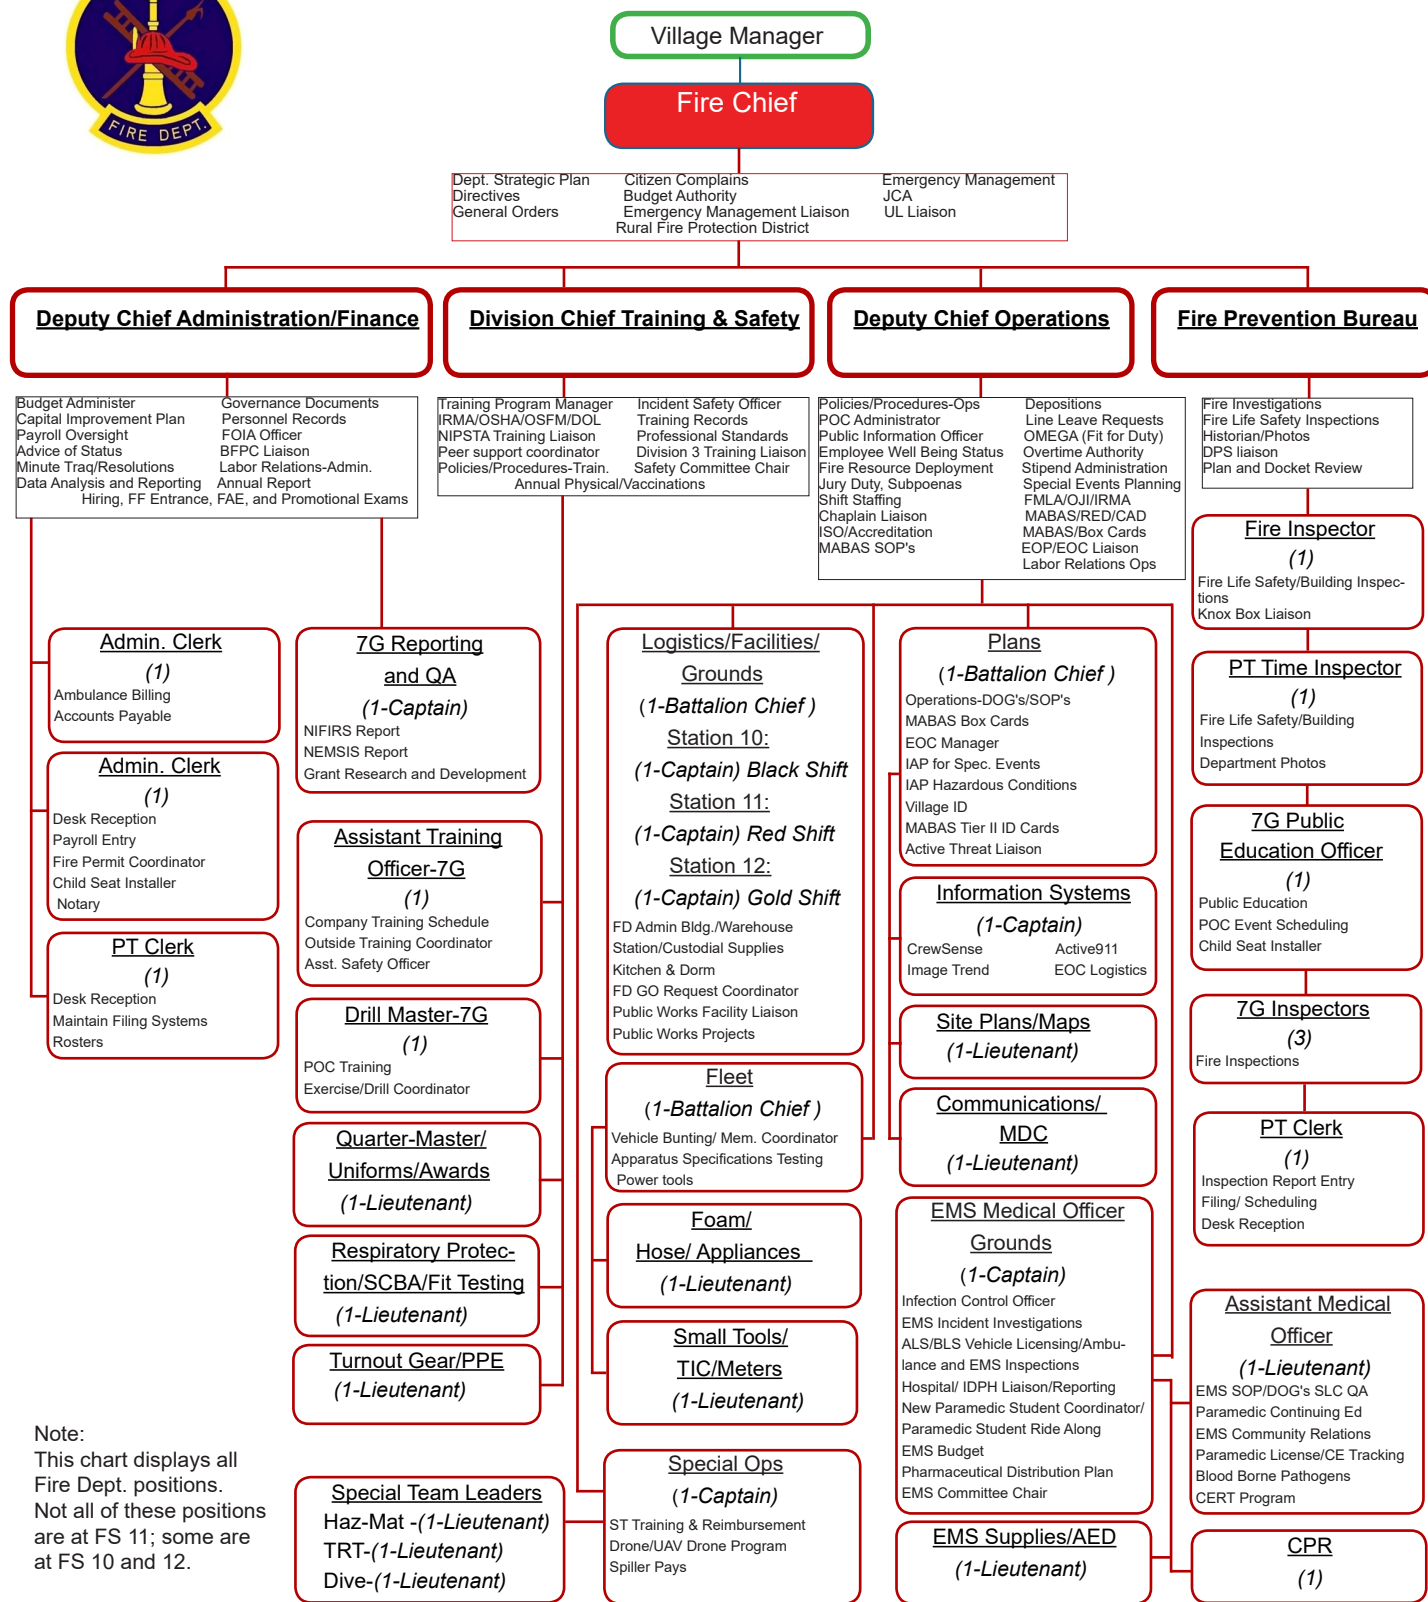 FIRE DEPT.
Village Manager
Fire Chief
Dept. Strategic Plan Citizen Complains Emergency Management
Directives Budget Authority JCA
General Orders Emergency Management Liaison UL Liaison
Rural Fire Protection District
Deputy Chief Administration/Finance
Division Chief Training & Safety
Deputy Chief Operations
Fire Prevention Bureau
Budget Administer Governance Documents
Capital Improvement Plan Personnel Records
Payroll Oversight FOIA Officer
Advice of Status BFPC Liaison
Minute Traq/Resolutions Labor Relations-Admin.
Data Analysis and Reporting Annual Report
Hiring, FF Entrance, FAE, and Promotional Exams
Training Program Manager Incident Safety Officer
IRMA/OSHA/OSFM/DOL Training Records
NIPSTA Training Liaison Professional Standards
Peer support coordinator Division 3 Training Liaison
Policies/Procedures-Train. Safety Committee Chair
Annual Physical/Vaccinations
Policies/Procedures-Ops Depositions
POC Administrator Line Leave Requests
Public Information Officer OMEGA (Fit for Duty)
Employee Well Being Status Overtime Authority
Fire Resource Deployment Stipend Administration
Jury Duty, Subpoenas Special Events Planning
Shift Staffing FMLA/OJI/IRMA
Chaplain Liaison MABAS/RED/CAD
ISO/Accreditation MABAS/Box Cards
MABAS SOP's EOP/EOC Liaison
Labor Relations Ops
Fire Investigations
Fire Life Safety Inspections
Historian/Photos
DPS liaison
Plan and Docket Review
Admin. Clerk
(1)
Ambulance Billing
Accounts Payable
Admin. Clerk
(1)
Desk Reception
Payroll Entry
Fire Permit Coordinator
Child Seat Installer
Notary
PT Clerk
(1)
Desk Reception
Maintain Filing Systems
Rosters
7G Reporting
and QA
(1-Captain)
NIFIRS Report
NEMSIS Report
Grant Research and Development
Assistant Training
Officer-7G
(1)
Company Training Schedule
Outside Training Coordinator
Asst. Safety Officer
Drill Master-7G
(1)
POC Training
Exercise/Drill Coordinator
Quarter-Master/
Uniforms/Awards
(1-Lieutenant)
Respiratory Protec-
tion/SCBA/Fit Testing
(1-Lieutenant)
Turnout Gear/PPE
(1-Lieutenant)
Special Team Leaders
Haz-Mat -(1-Lieutenant)
TRT-(1-Lieutenant)
Dive-(1-Lieutenant)
Logistics/Facilities/
Grounds
(1-Battalion Chief )
Station 10:
(1-Captain) Black Shift
Station 11:
(1-Captain) Red Shift
Station 12:
(1-Captain) Gold Shift
FD Admin Bldg./Warehouse
Station/Custodial Supplies
Kitchen & Dorm
FD GO Request Coordinator
Public Works Facility Liaison
Public Works Projects
Fleet
(1-Battalion Chief )
Vehicle Bunting/ Mem. Coordinator
Apparatus Specifications Testing
Power tools
Foam/
Hose/ Appliances
(1-Lieutenant)
Small Tools/
TIC/Meters
(1-Lieutenant)
Special Ops
(1-Captain)
ST Training & Reimbursement
Drone/UAV Drone Program
Spiller Pays
Plans
(1-Battalion Chief )
Operations-DOG's/SOP's
MABAS Box Cards
EOC Manager
IAP for Spec. Events
IAP Hazardous Conditions
Village ID
MABAS Tier II ID Cards
Active Threat Liaison
Information Systems
(1-Captain)
CrewSense Active911
Image Trend EOC Logistics
Site Plans/Maps
(1-Lieutenant)
Communications/
MDC
(1-Lieutenant)
EMS Medical Officer
Grounds
(1-Captain)
Infection Control Officer
EMS Incident Investigations
ALS/BLS Vehicle Licensing/Ambu-
lance and EMS Inspections
Hospital/ IDPH Liaison/Reporting
New Paramedic Student Coordinator/
Paramedic Student Ride Along
EMS Budget
Pharmaceutical Distribution Plan
EMS Committee Chair
EMS Supplies/AED
(1-Lieutenant)
Fire Inspector
(1)
Fire Life Safety/Building Inspec-
tions
Knox Box Liaison
PT Time Inspector
(1)
Fire Life Safety/Building
Inspections
Department Photos
7G Public
Education Officer
(1)
Public Education
POC Event Scheduling
Child Seat Installer
7G Inspectors
(3)
Fire Inspections
PT Clerk
(1)
Inspection Report Entry
Filing/ Scheduling
Desk Reception
Assistant Medical
Officer
(1-Lieutenant)
EMS SOP/DOG's SLC QA
Paramedic Continuing Ed
EMS Community Relations
Paramedic License/CE Tracking
Blood Borne Pathogens
CERT Program
CPR
(1)
Note:
This chart displays all
Fire Dept. positions.
Not all of these positions
are at FS 11; some are
at FS 10 and 12.